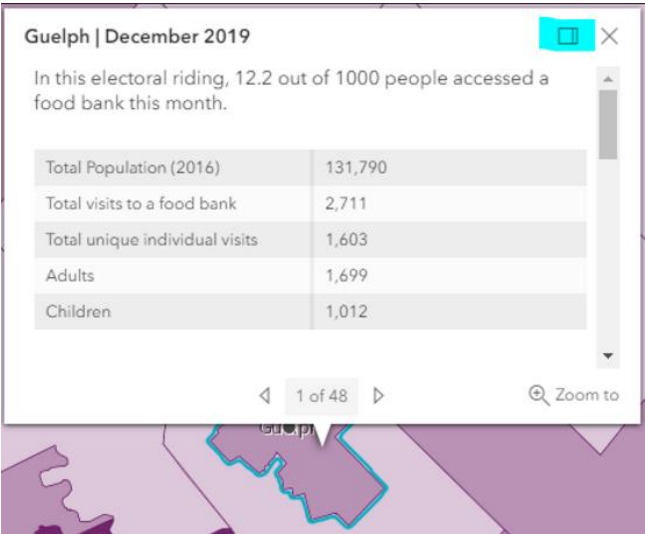 Guelph | December 2019
In this electoral riding, 12.2 out of 1000 people accessed a
food bank this month.
Total Population (2016) 131,790
Total visits to a food bank 2,711
Total unique individual visits 1,603
Adults 1,699
Children 1,012
1 of 48
Zoom to
Guelph